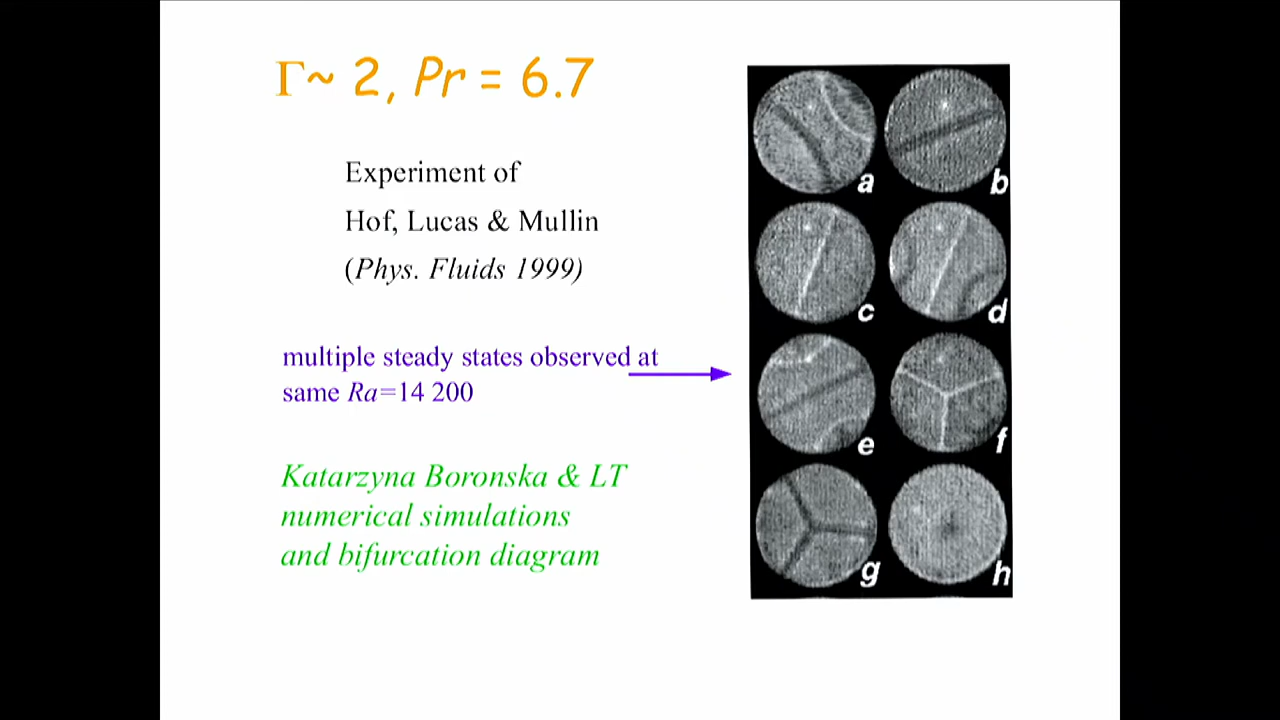 Γ~ 2, Pr = 6.7
Experiment of
Hof, Lucas & Mullin
(Phys. Fluids 1999)
multiple steady states observed at
same Ra=14 200
Katarzyna Boronska & LT
numerical simulations
and bifurcation diagram
a
b
c
d
e
f
g
h